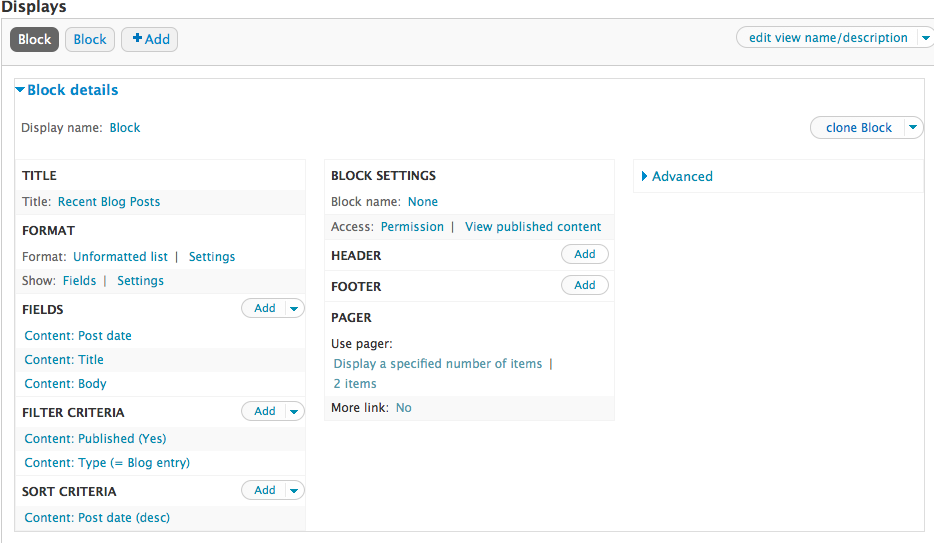 Displays
Block Block Add edit view name/description
Block details
Display name: Block clone Block
TITLE
Title: Recent Blog Posts
FORMAT
Format: Unformatted list | Settings
Show: Fields | Settings
FIELDS Add
Content: Post date
Content: Title
Content: Body
FILTER CRITERIA Add
Content: Published (Yes)
Content: Type (= Blog entry)
SORT CRITERIA Add
Content: Post date (desc)
BLOCK SETTINGS
Block name: None
Access: Permission | View published content
HEADER Add
FOOTER Add
PAGER
Use pager:
Display a specified number of items |
2 items
More link: No
Advanced